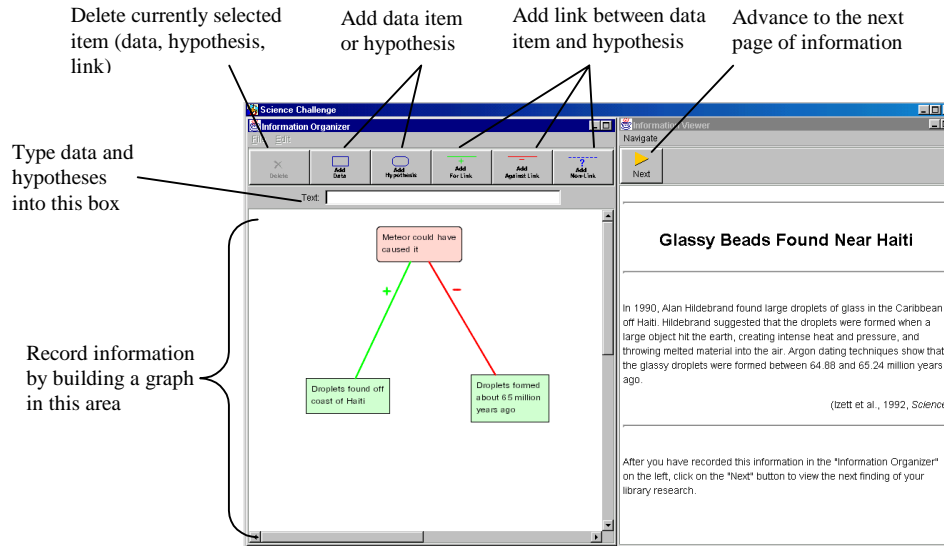 Delete currently selected
item (data, hypothesis,
link)
Add data item
or hypothesis
Add link between data
item and hypothesis
Advance to the next
page of information
Science Challenge
Information Organizer
File Edit
Delete
Add
Data
Add
Hypothesis
+
Add
For Link
−
Add
Against Link
?
Add
Non-Link
Text:
Type data and
hypotheses
into this box
Record information
by building a graph
in this area
Meteor could have
caused it
+
−
Droplets found off
coast of Haiti
Droplets formed
about 65 million
years ago
Information Viewer
Navigate
Next
Glassy Beads Found Near Haiti
In 1990, Alan Hildebrand found large droplets of glass in the Caribbean
off Haiti. Hildebrand suggested that the droplets were formed when a
large object hit the earth, creating intense heat and pressure, and
throwing melted material into the air. Argon dating techniques show that
the glassy droplets were formed between 64.88 and 65.24 million years
ago.
(Izett et al., 1992, Science
After you have recorded this information in the "Information Organizer"
on the left, click on the "Next" button to view the next finding of your
library research.